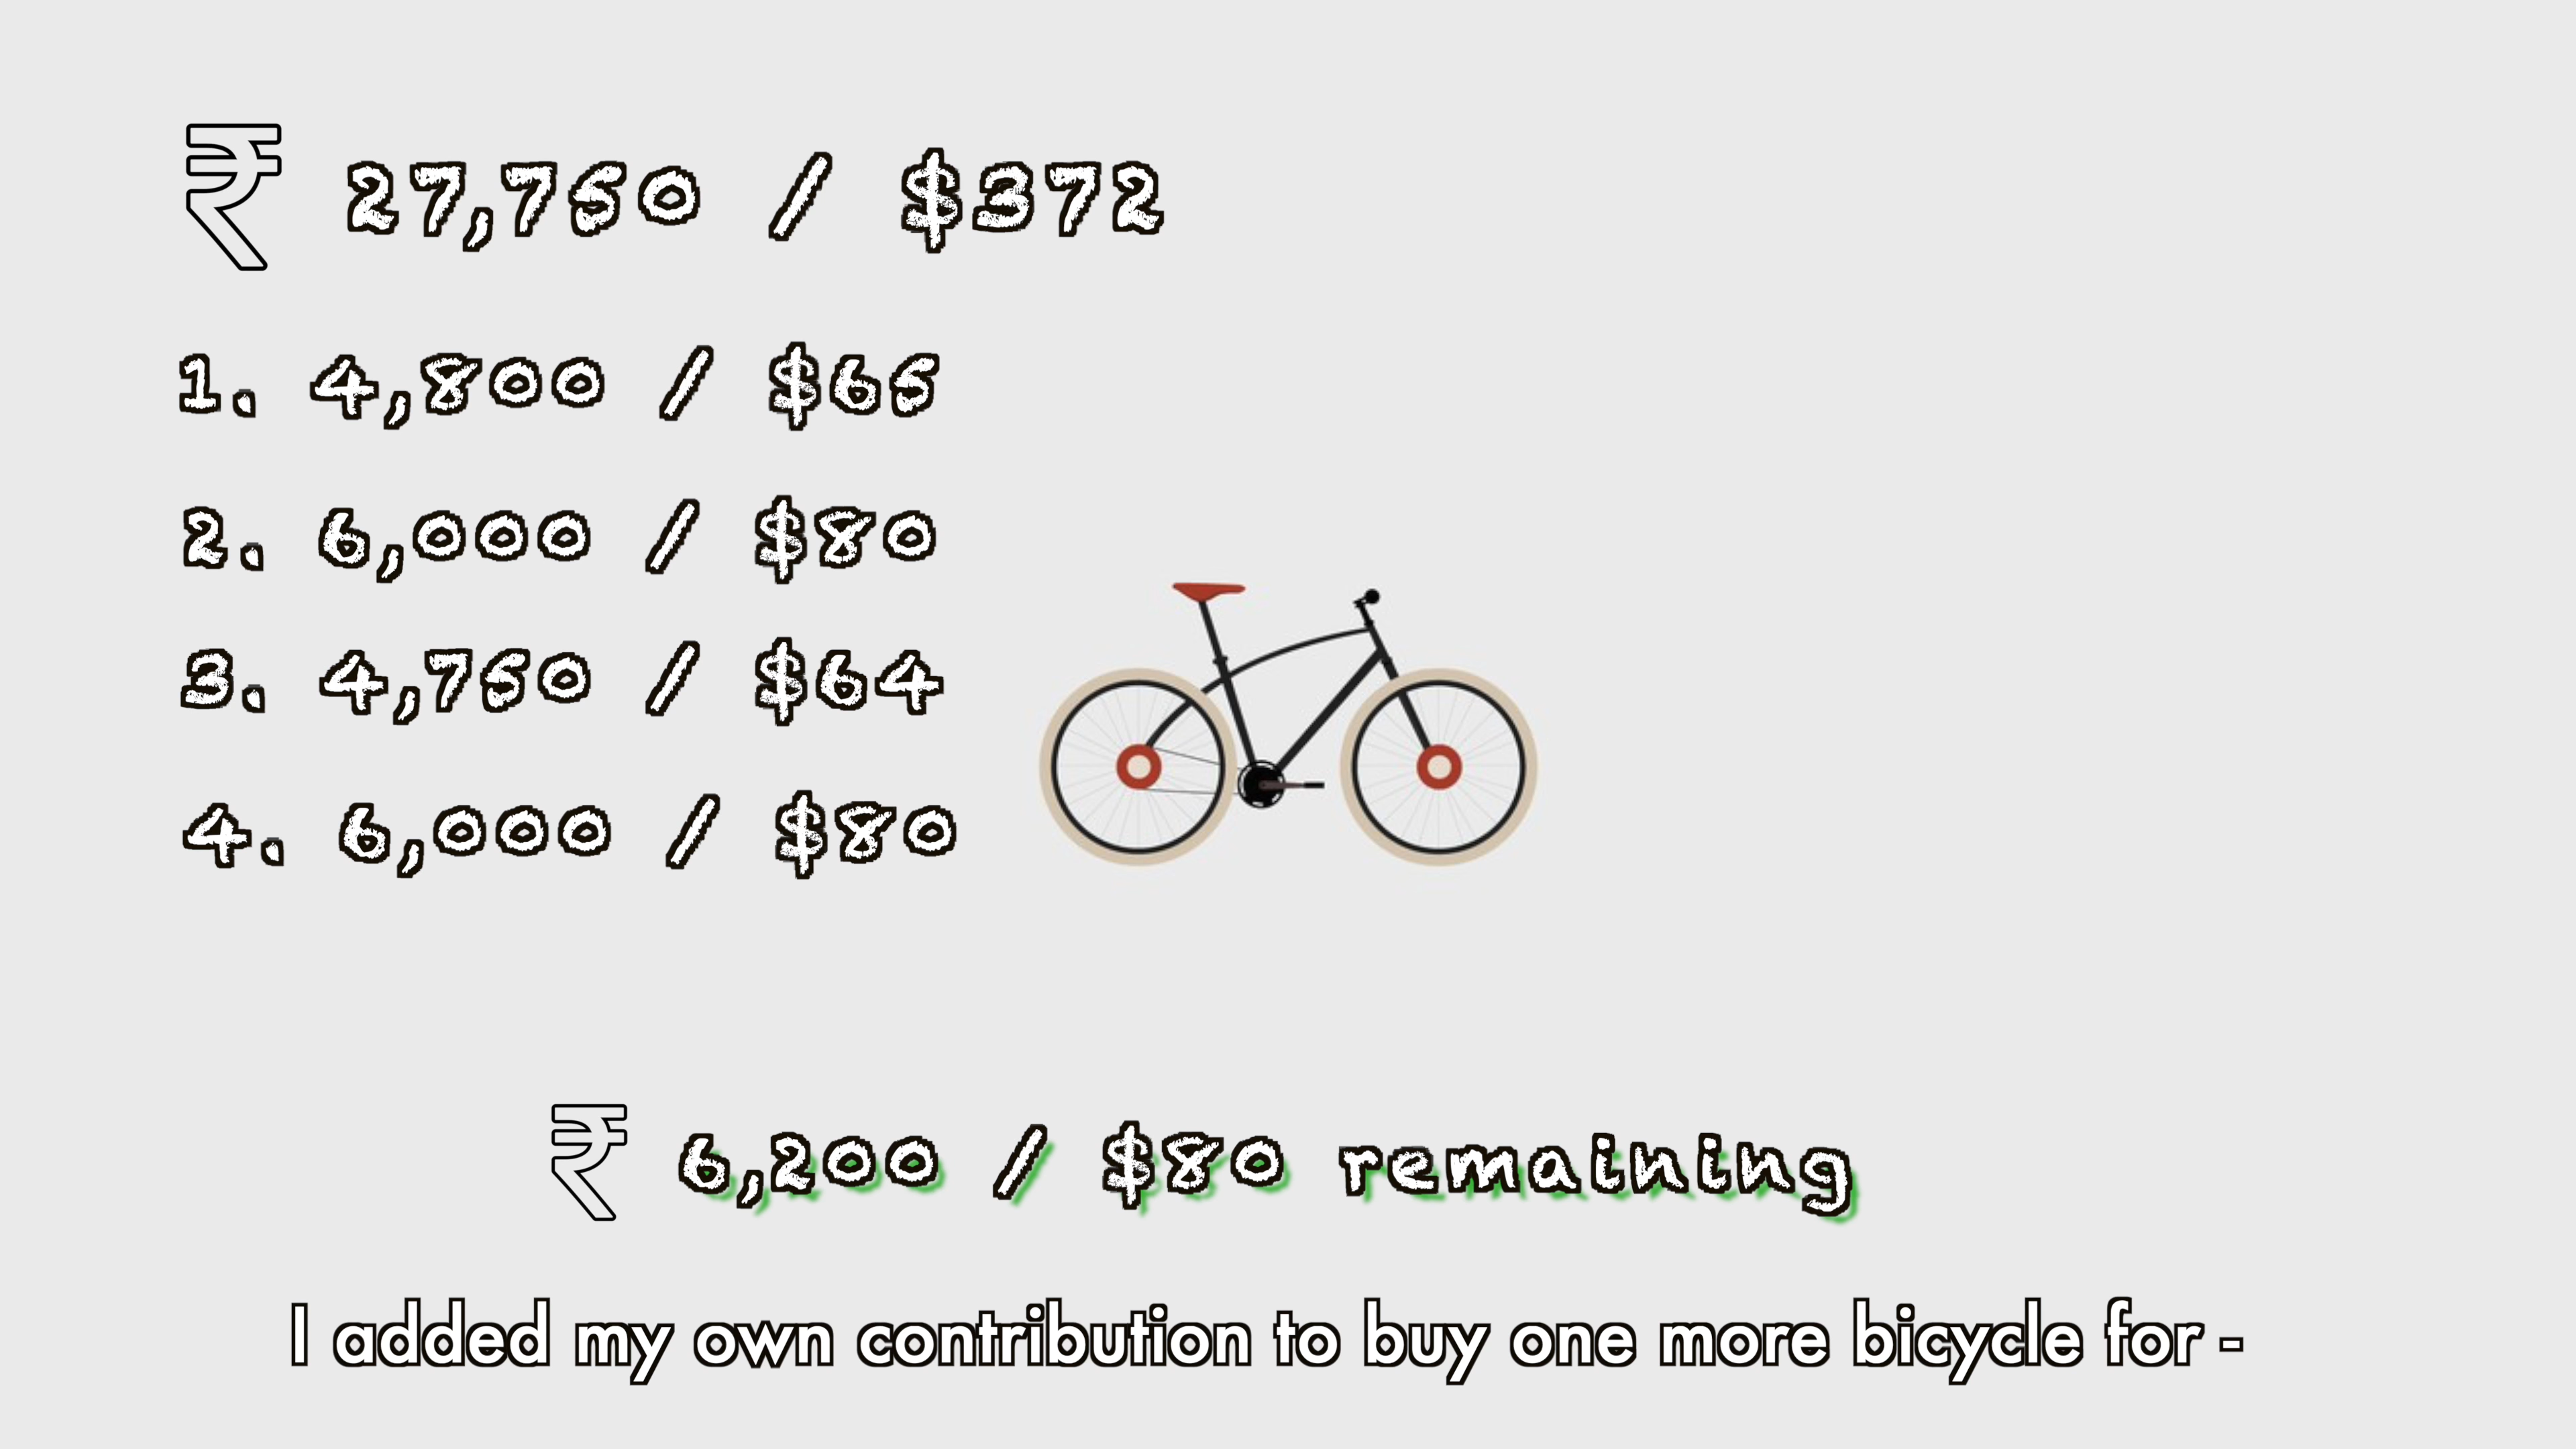 ₹ 27,750 / $372
1. 4,800 / $65
2. 6,000 / $80
3. 4,750 / $64
4. 6,000 / $80
₹ 6,200 / $80 remaining
I added my own contribution to buy one more bicycle for -